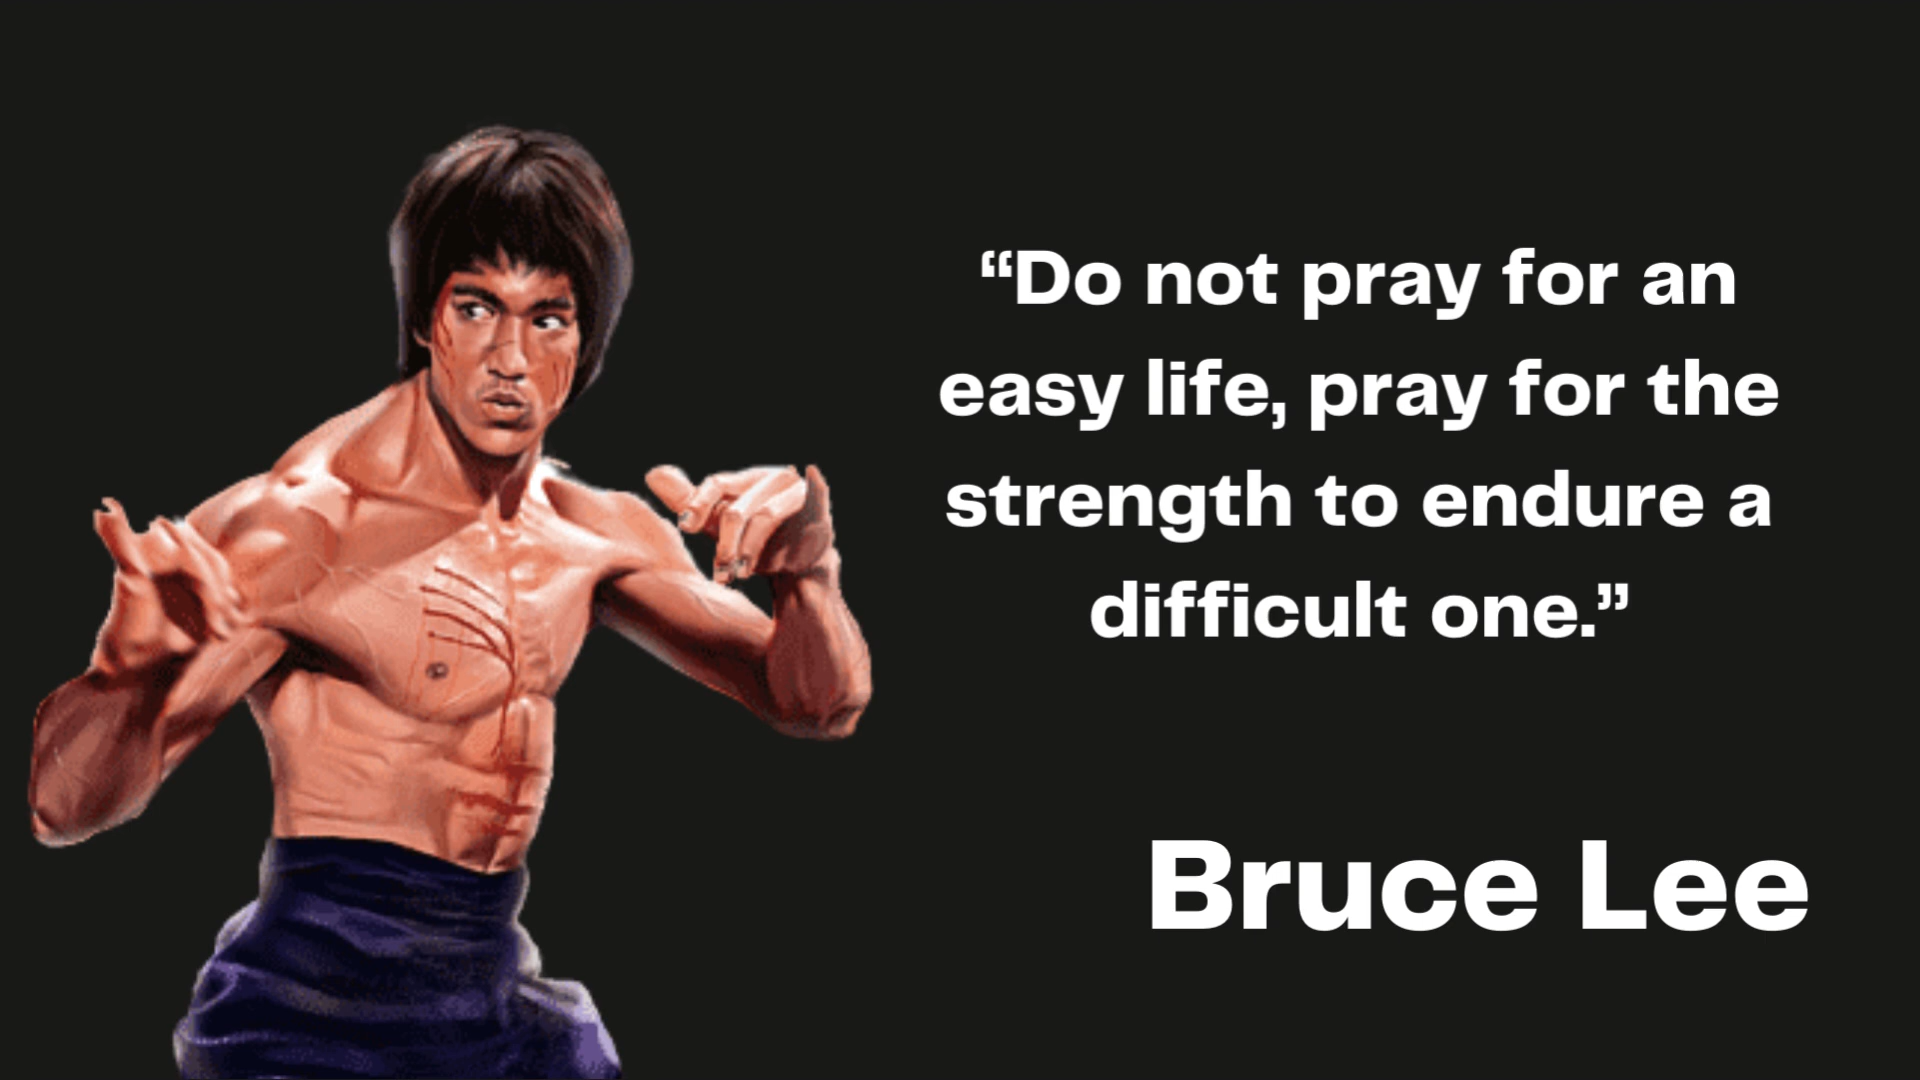 “Do not pray for an
easy life, pray for the
strength to endure a
difficult one.”
Bruce Lee